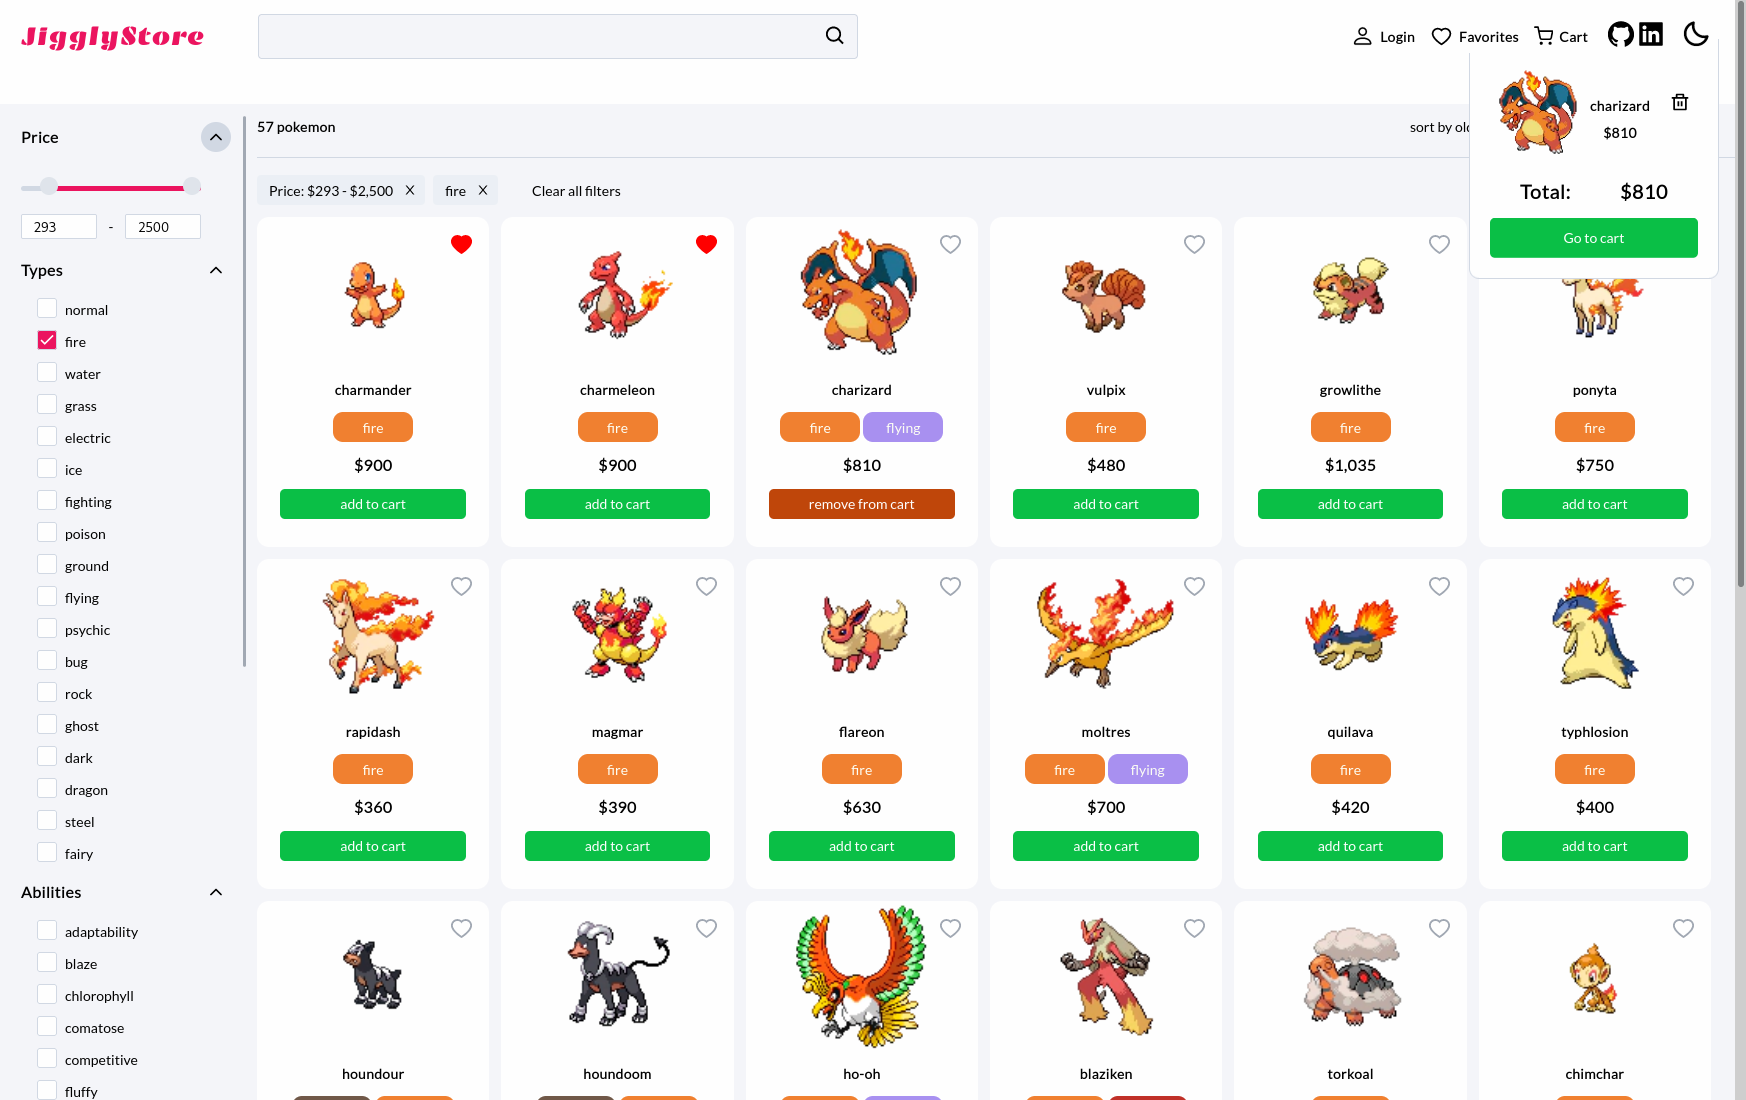 JigglyStore
Login
Favorites
Cart
charizard
$810
Total:
$810
Go to cart
Price
293
-
2500
Types
normal
fire
water
grass
electric
ice
fighting
poison
ground
flying
psychic
bug
rock
ghost
dark
dragon
steel
fairy
Abilities
adaptability
blaze
chlorophyll
comatose
competitive
fluffy
57 pokemon
sort by
Price: $293 - $2,500 X
fire X
Clear all filters
charmander
fire
$900
add to cart
charmeleon
fire
$900
add to cart
charizard
fire flying
$810
remove from cart
vulpix
fire
$480
add to cart
growlithe
fire
$1,035
add to cart
ponyta
fire
$750
add to cart
rapidash
fire
$360
add to cart
magmar
fire
$390
add to cart
flareon
fire
$630
add to cart
moltres
fire flying
$700
add to cart
quilava
fire
$420
add to cart
typhlosion
fire
$400
add to cart
houndour
houndoom
ho-oh
blaziken
torkoal
chimchar